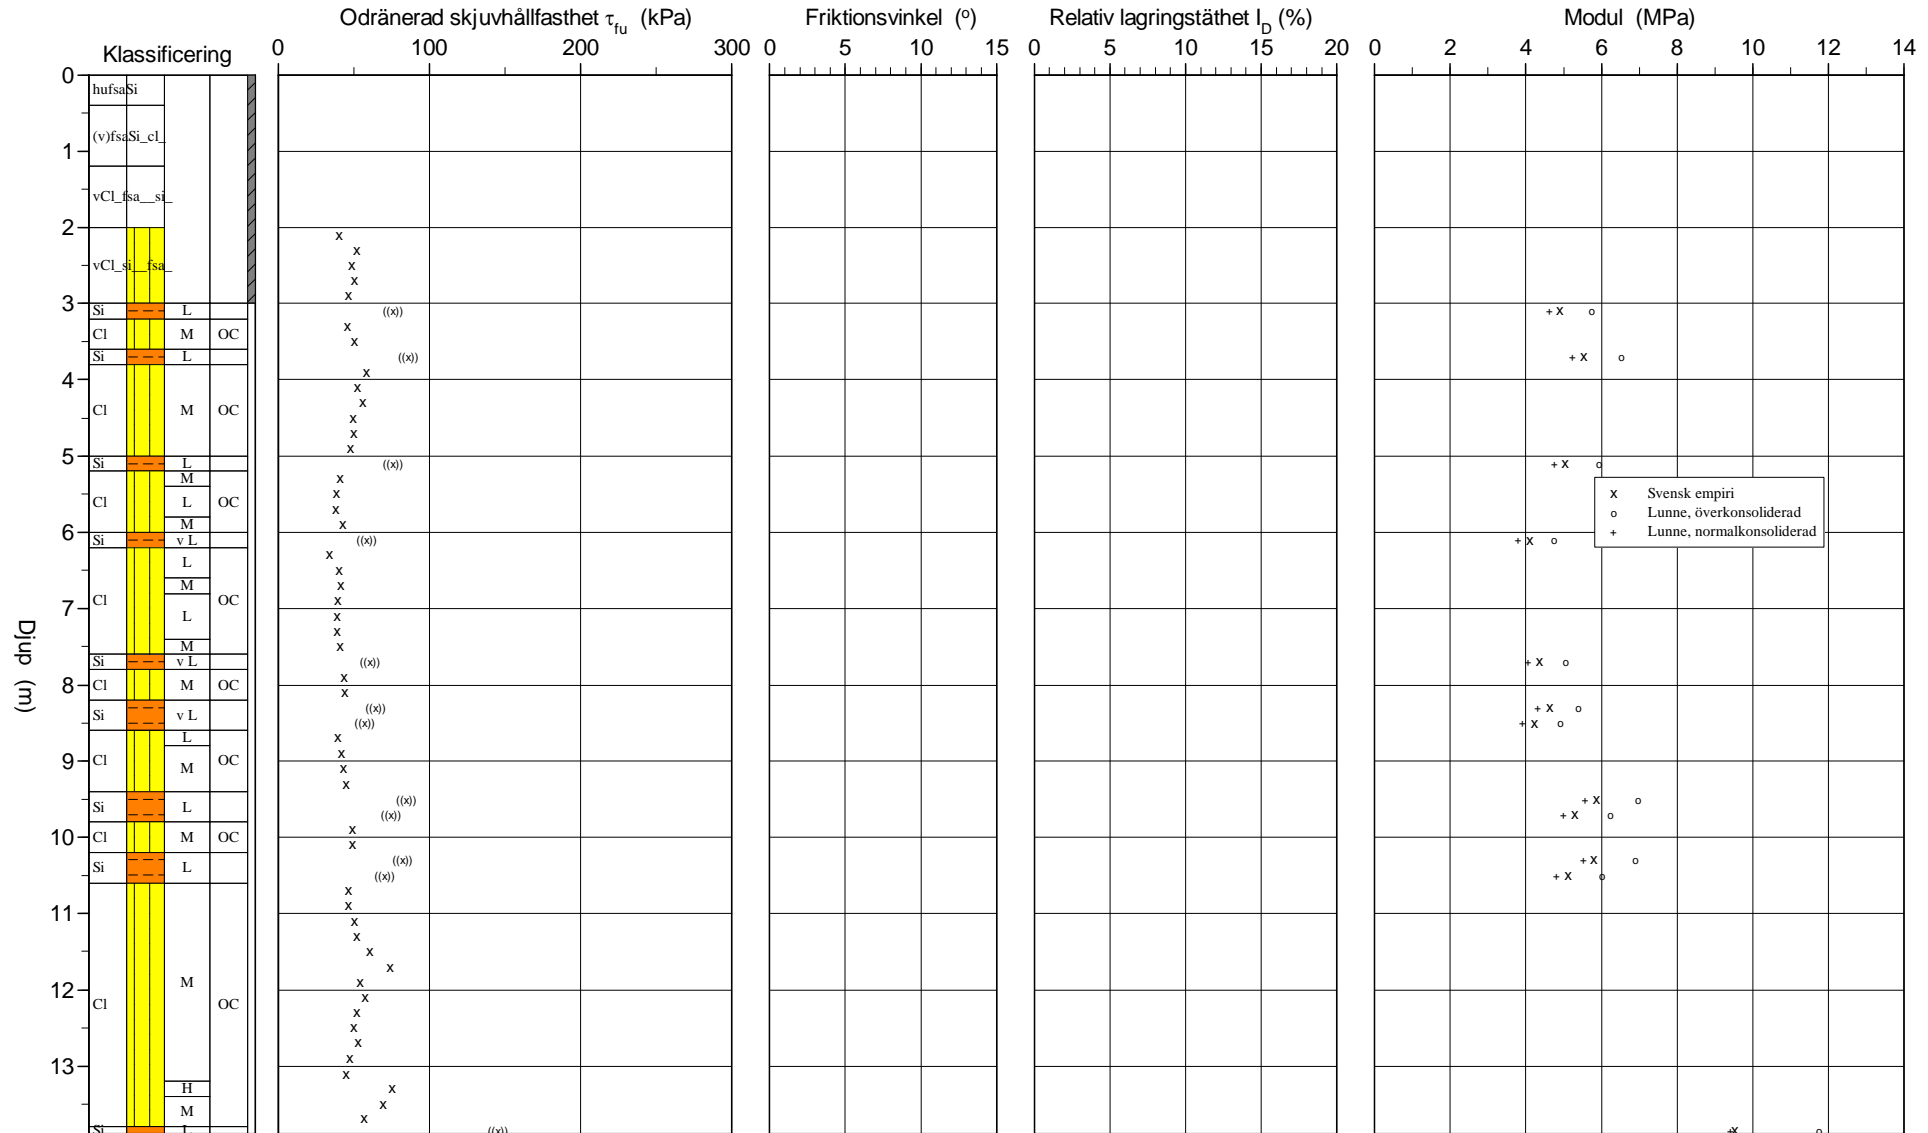 Odränerad skjuvhållfasthet τfu (kPa) Friktionsvinkel (o) Relativ lagringstäthet ID (%) Modul (MPa)
Klassificering
0 100 200 300 0 5 10 15 0 5 10 15 20 0 2 4 6 8 10 12 14
Djup (m)
0
hufsaSi
(v)fsaSi_cl_
1
vCl_fsa__si_
2
vCl_si__fsa_
3
Si L
Cl M OC
Si L
4
Cl M OC
5
Si L
M
Cl L OC
M
6
Si v L
L
M
Cl OC
7
L
M
Si v L
8
Cl M OC
Si v L
L
9
Cl OC
M
Si L
10
Cl M OC
Si L
11
M
12
Cl OC
13
H
M
Si L
x Svensk empiri
o Lunne, överkonsoliderad
+ Lunne, normalkonsoliderad